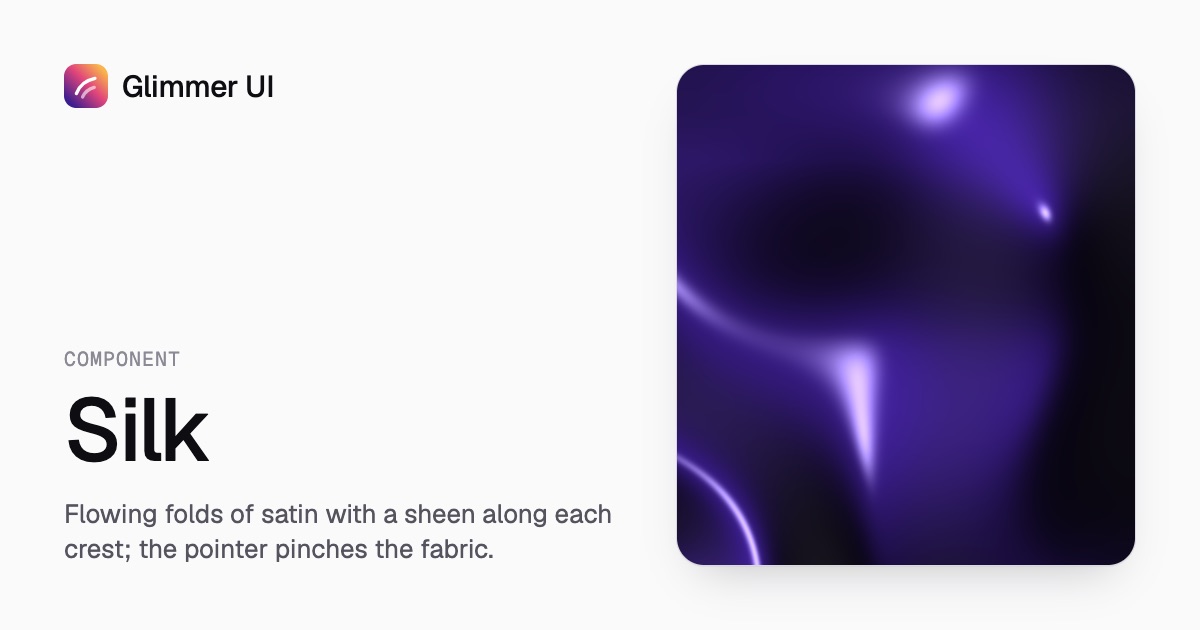 Glimmer UI
COMPONENT
Silk
Flowing folds of satin with a sheen along each
crest; the pointer pinches the fabric.